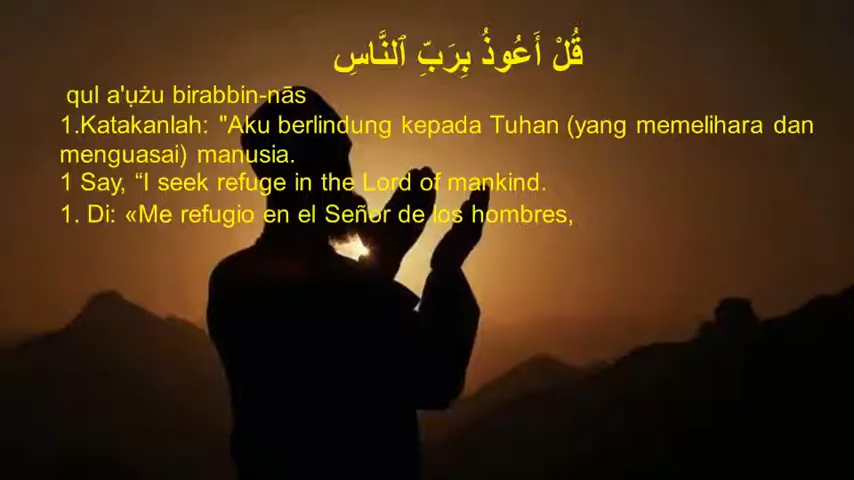 قُلْ أَعُوذُ بِرَبِّ ٱلنَّاسِ
qul a'ụżu birabbin-nās
1.Katakanlah: "Aku berlindung kepada Tuhan (yang memelihara dan
menguasai) manusia.
1 Say, “I seek refuge in the Lord of mankind.
1. Di: «Me refugio en el Señor de los hombres,